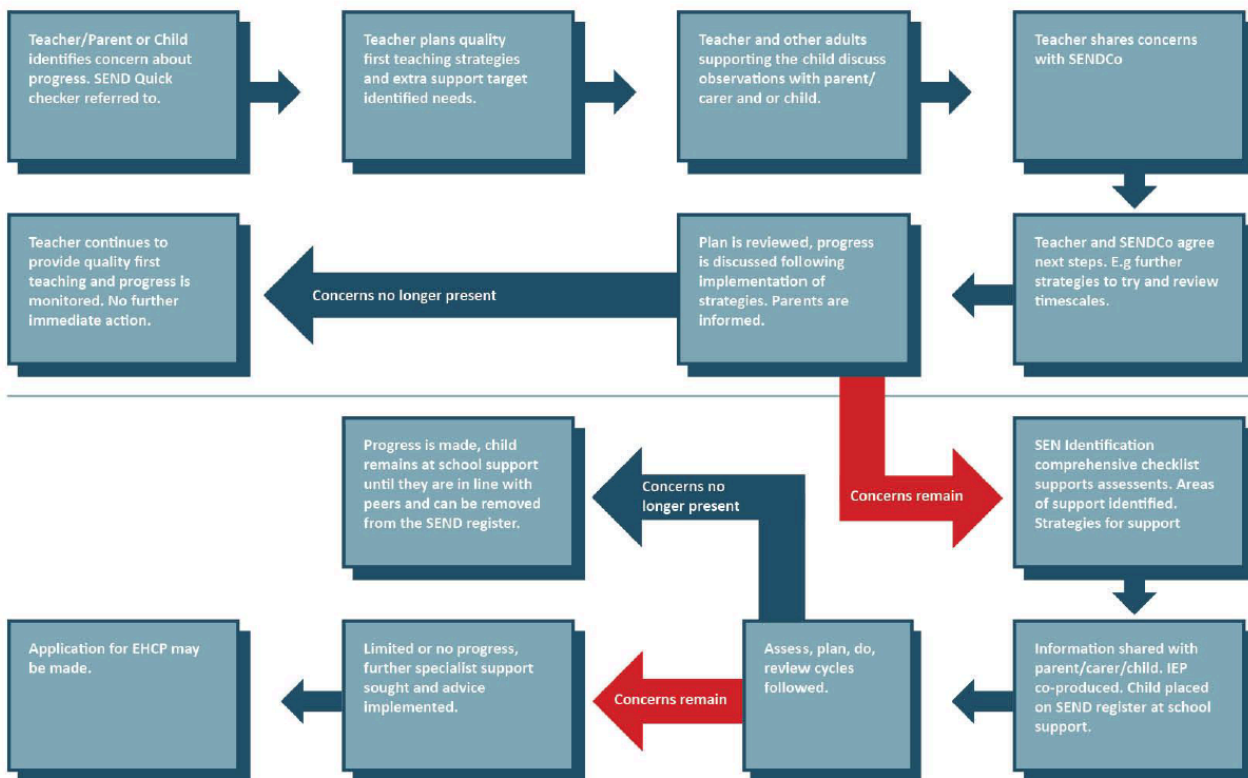 Teacher/Parent or Child
identifies concern about
progress. SEND Quick
checker referred to.
Teacher plans quality
first teaching strategies
and extra support target
identified needs.
Teacher and other adults
supporting the child discuss
observations with parent/
carer and or child.
Teacher shares concerns
with SENDCo
Teacher and SENDCo agree
next steps. E.g further
strategies to try and review
timescales.
Plan is reviewed, progress
is discussed following
implementation of
strategies. Parents are
informed.
Concerns no longer present
Teacher continues to
provide quality first
teaching and progress is
monitored. No further
immediate action.
Concerns remain
SEN Identification
comprehensive checklist
supports assessents. Areas
of support identified.
Strategies for support
Information shared with
parent/carer/child. IEP
co-produced. Child placed
on SEND register at school
support.
Assess, plan, do,
review cycles
followed.
Concerns no
longer present
Progress is made, child
remains at school support
until they are in line with
peers and can be removed
from the SEND register.
Concerns remain
Limited or no progress,
further specialist support
sought and advice
implemented.
Application for EHCP may
be made.